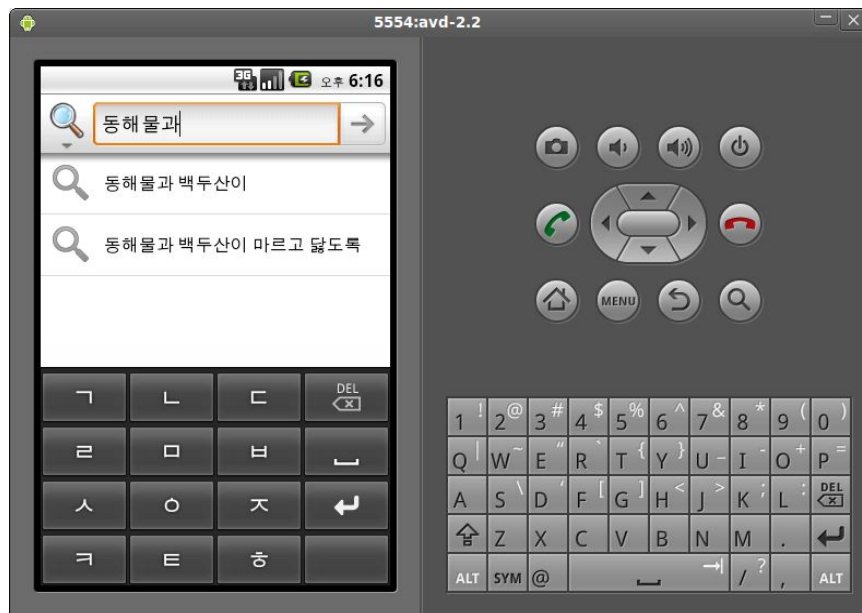 5554:avd-2.2
3G 오후 6:16
동해물과
동해물과 백두산이
동해물과 백두산이 마르고 닳도록
ㄱ ㄴ ㄷ DEL
ㄹ ㅁ ㅂ
ㅅ ㅇ ㅈ
ㅋ ㅌ ㅎ
MENU
1 ! 2 @ 3 # 4 $ 5 % 6 ^ 7 & 8 * 9 ( 0 )
Q | W ~ E " R ` T { Y } U _ I - O + P =
A S \ D ' F [ G ] H < J > K ; L : DEL
Z X C V B N M .
ALT SYM @ / ? , ALT